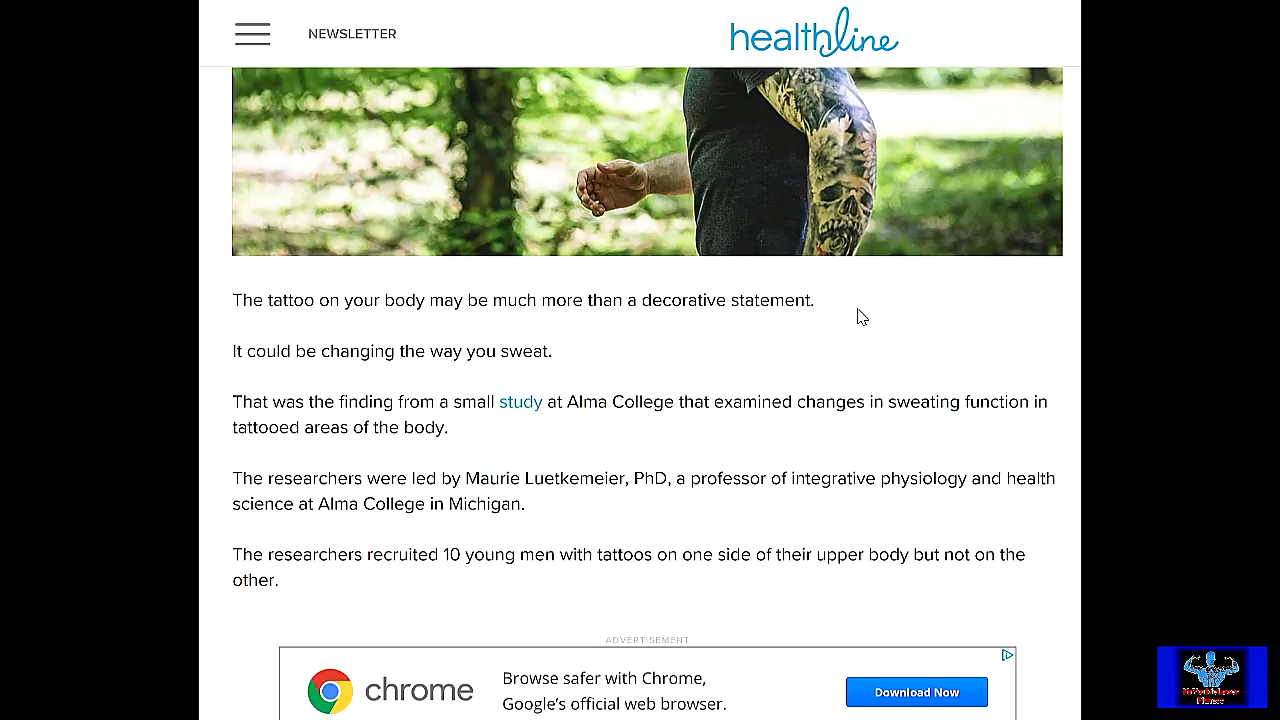 NEWSLETTER
healthline
The tattoo on your body may be much more than a decorative statement.
It could be changing the way you sweat.
That was the finding from a small study at Alma College that examined changes in sweating function in
tattooed areas of the body.
The researchers were led by Maurie Luetkemeier, PhD, a professor of integrative physiology and health
science at Alma College in Michigan.
The researchers recruited 10 young men with tattoos on one side of their upper body but not on the
other.
ADVERTISEMENT
chrome
Browse safer with Chrome,
Google's official web browser.
Download Now